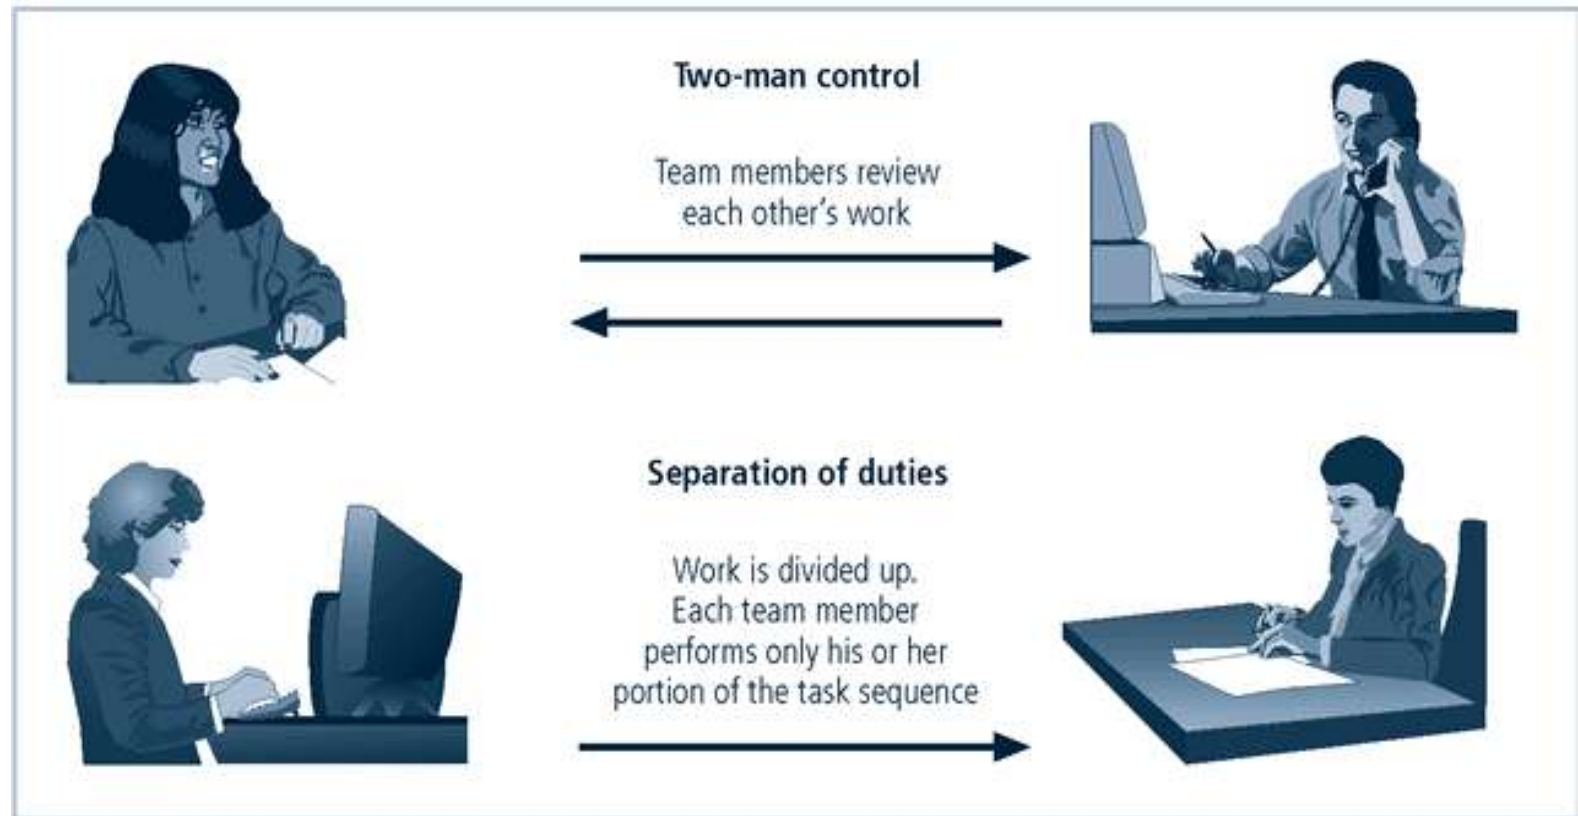 Two-man control
Team members review
each other’s work
Separation of duties
Work is divided up.
Each team member
performs only his or her
portion of the task sequence